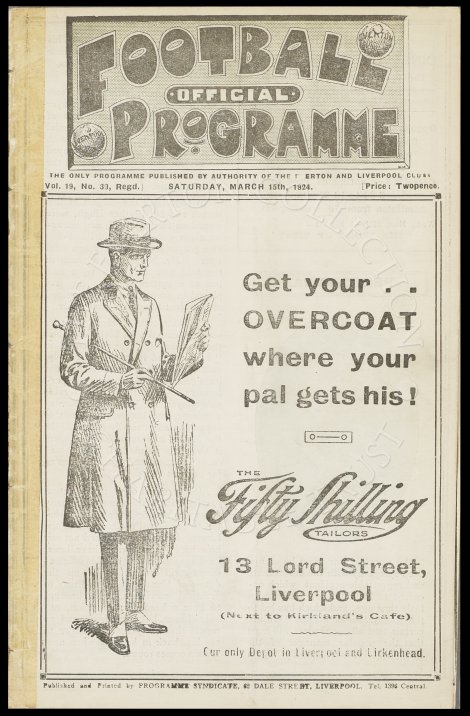 FOOTBALL
EVERTON
OFFICIAL
PROGRAMME
THE ONLY PROGRAMME PUBLISHED BY AUTHORITY OF THE ERTON AND LIVERPOOL CLUBS
Vol. 19, No. 39, Regd.] SATURDAY, MARCH 15th, 1924. [Price: Twopence.
Get your . .
OVERCOAT
where your
pal gets his!
THE
Fifty Shilling
TAILORS
13 Lord Street,
Liverpool
(Next to Kirkland's Cafe)
Our only Depot in Liverpool and Birkenhead.
Published and Printed by PROGRAMME SYNDICATE, 62 DALE STREET, LIVERPOOL. Tel. 1396 Central.